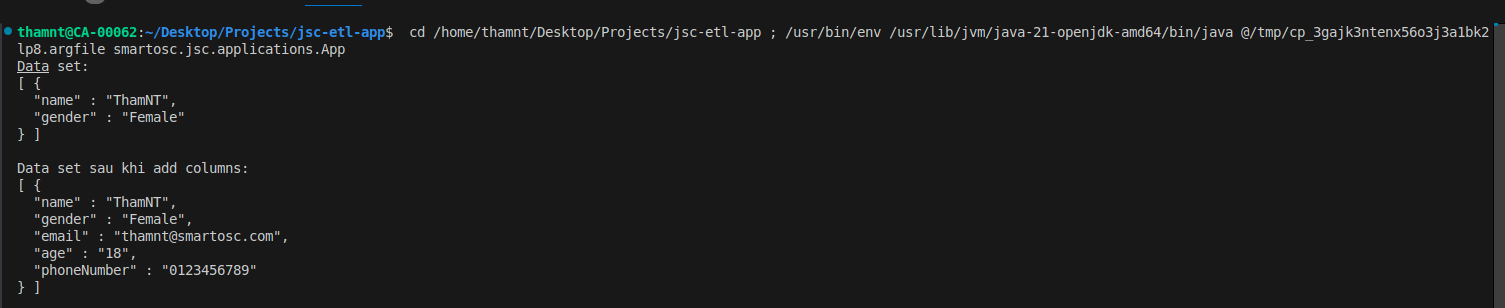 thamnt@CA-00062:~/Desktop/Projects/jsc-etl-app$  cd /home/thamnt/Desktop/Projects/jsc-etl-app ; /usr/bin/env /usr/lib/jvm/java-21-openjdk-amd64/bin/java @/tmp/cp_3gajk3ntenx56o3j3a1bk2
lp8.argfile smartosc.jsc.applications.App
Data set:
[ {
  "name" : "ThamNT",
  "gender" : "Female"
} ]

Data set sau khi add columns:
[ {
  "name" : "ThamNT",
  "gender" : "Female",
  "email" : "thamnt@smartosc.com",
  "age" : "18",
  "phoneNumber" : "0123456789"
} ]